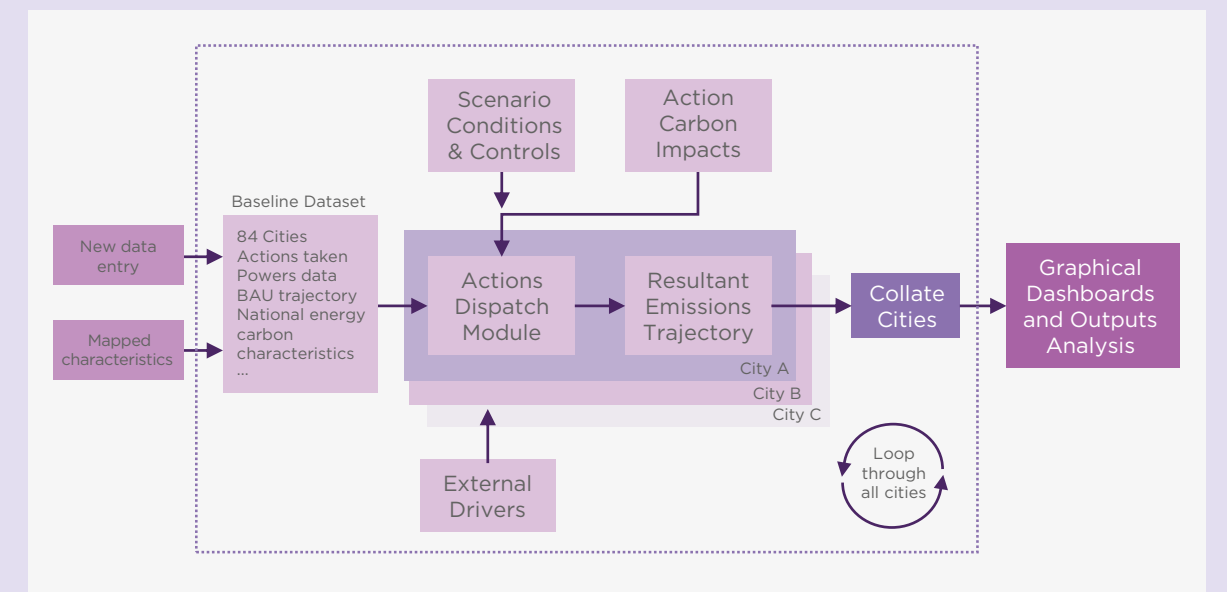 Scenario
Conditions
& Controls
Action
Carbon
Impacts
Baseline Dataset
New data
entry
Mapped
characteristics
84 Cities
Actions taken
Powers data
BAU trajectory
National energy
carbon
characteristics
...
Actions
Dispatch
Module
Resultant
Emissions
Trajectory
City A
City B
City C
Collate
Cities
Graphical
Dashboards
and Outputs
Analysis
External
Drivers
Loop
through
all cities